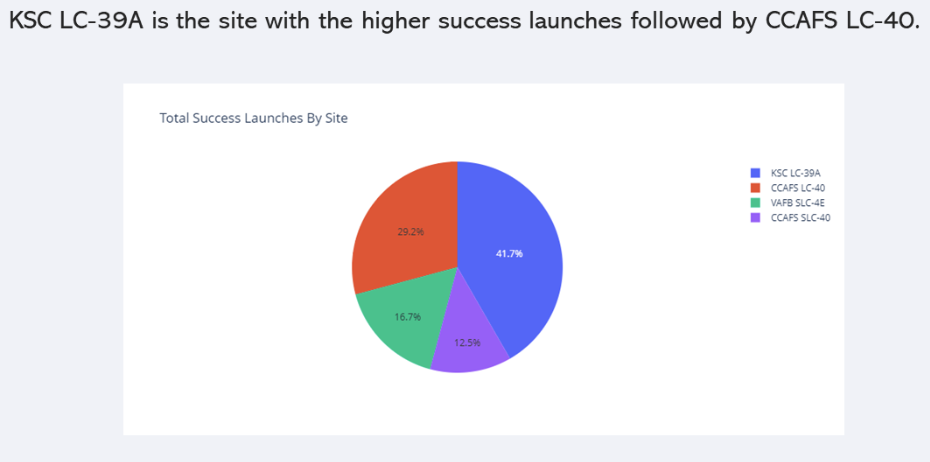 KSC LC-39A is the site with the higher success launches followed by CCAFS LC-40.
Total Success Launches By Site
KSC LC-39A
CCAFS LC-40
VAFB SLC-4E
CCAFS SLC-40
29.2%
41.7%
16.7%
12.5%